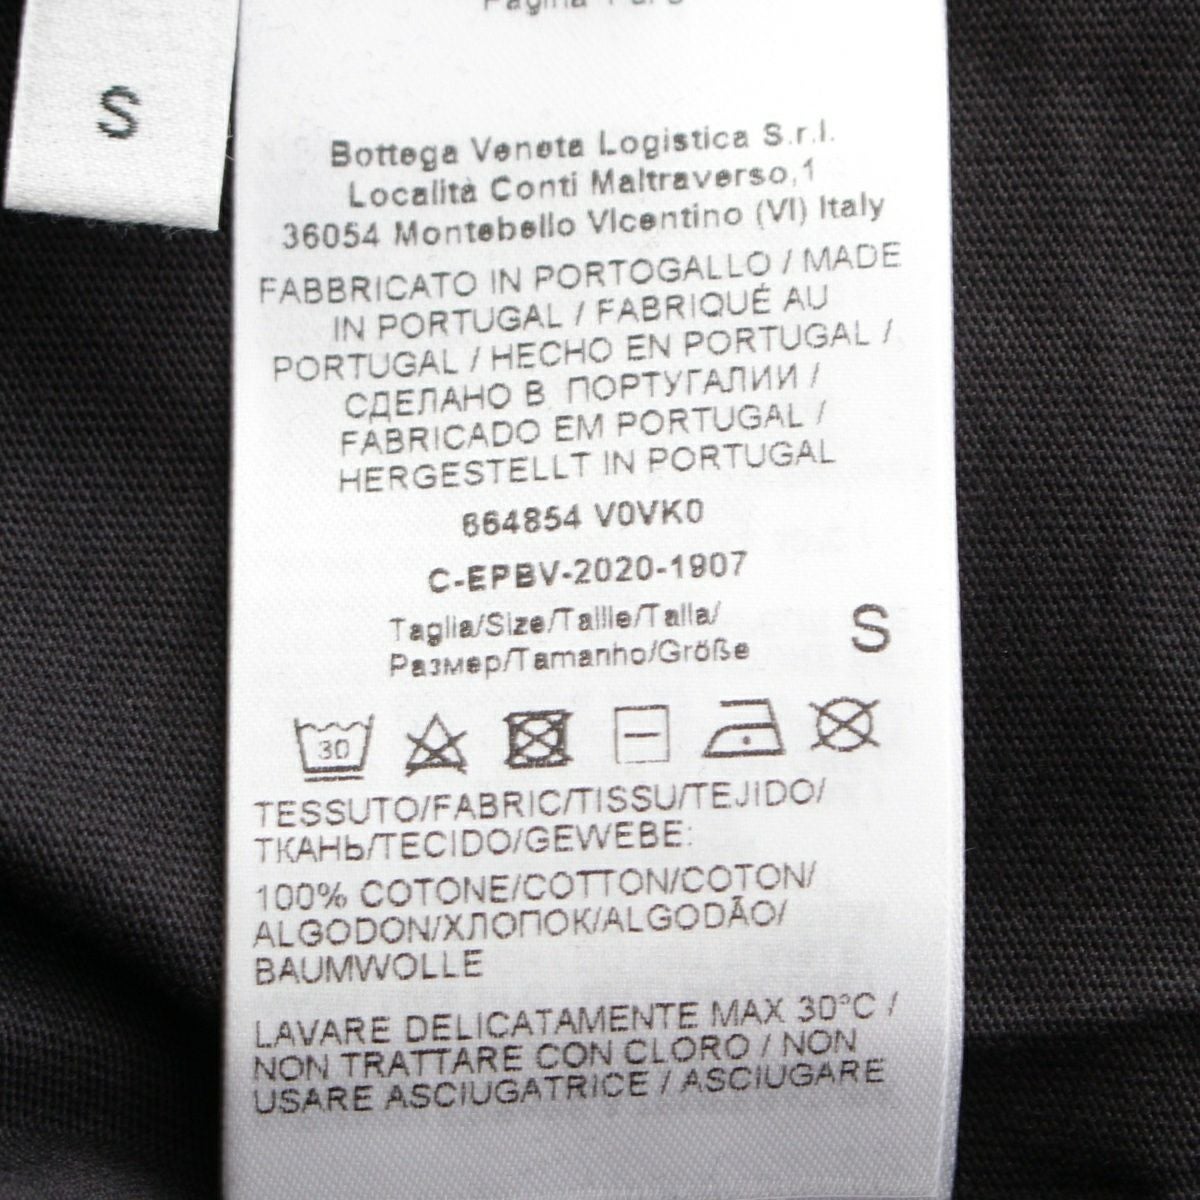 S
Bottega Veneta Logistica S.r.l.
Località Conti Maltraverso,1
36054 Montebello Vicentino (VI) Italy
FABBRICATO IN PORTOGALLO / MADE
IN PORTUGAL / FABRIQUÉ AU
PORTUGAL / HECHO EN PORTUGAL /
СДЕЛАНО В ПОРТУГАЛИИ /
FABRICADO EM PORTUGAL /
HERGESTELLT IN PORTUGAL
664854 V0VK0
C-EPBV-2020-1907
Taglia/Size/Taille/Talla/
Размер/Tamanho/Größe
S
30
TESSUTO/FABRIC/TISSU/TEJIDO/
ТКАНЬ/TECIDO/GEWEBE:
100% COTONE/COTTON/COTON/
ALGODON/ХЛОПОК/ALGODÃO/
BAUMWOLLE
LAVARE DELICATAMENTE MAX 30°C /
NON TRATTARE CON CLORO / NON
USARE ASCIUGATRICE / ASCIUGARE